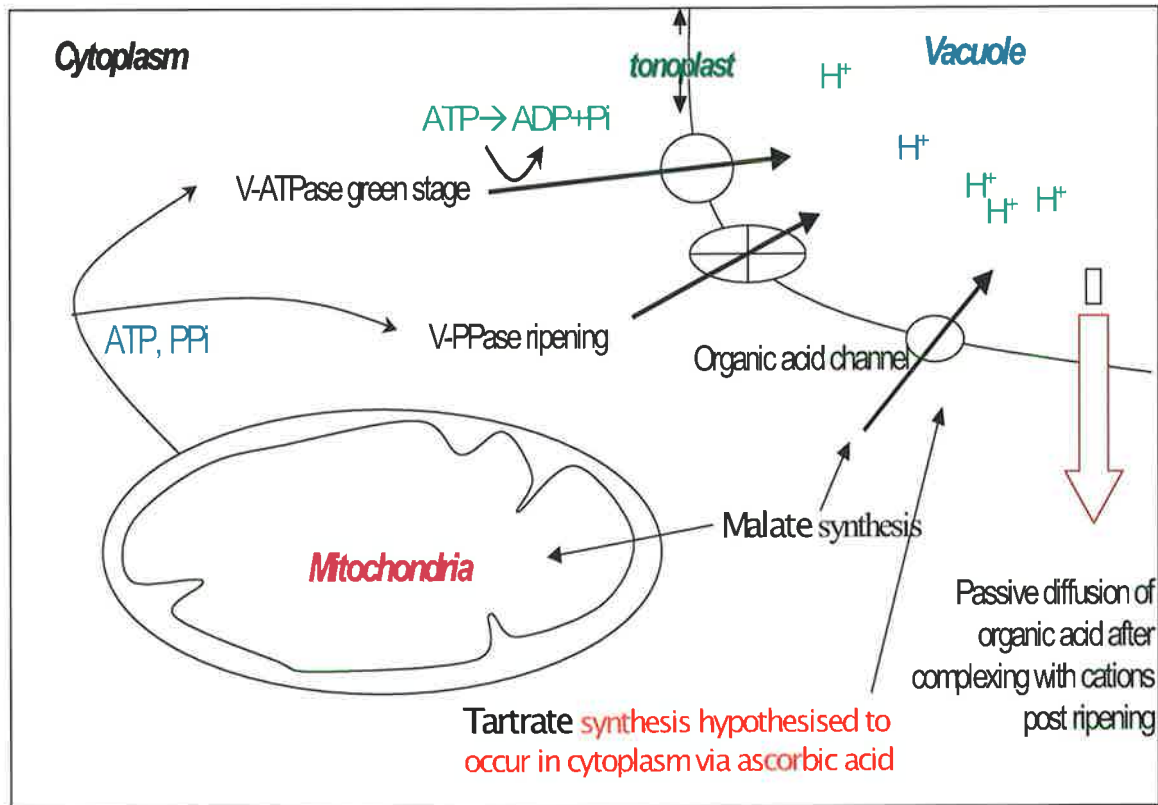 Cytoplasm
tonoplast
Vacuole
H⁺
ATP→ ADP+Pi
H⁺
V-ATPase green stage
H⁺
H⁺
H⁺
ATP, PPi
V-PPase ripening
Organic acid channel
Malate synthesis
Mitochondria
Passive diffusion of
organic acid after
complexing with cations
post ripening
Tartrate synthesis hypothesised to
occur in cytoplasm via ascorbic acid